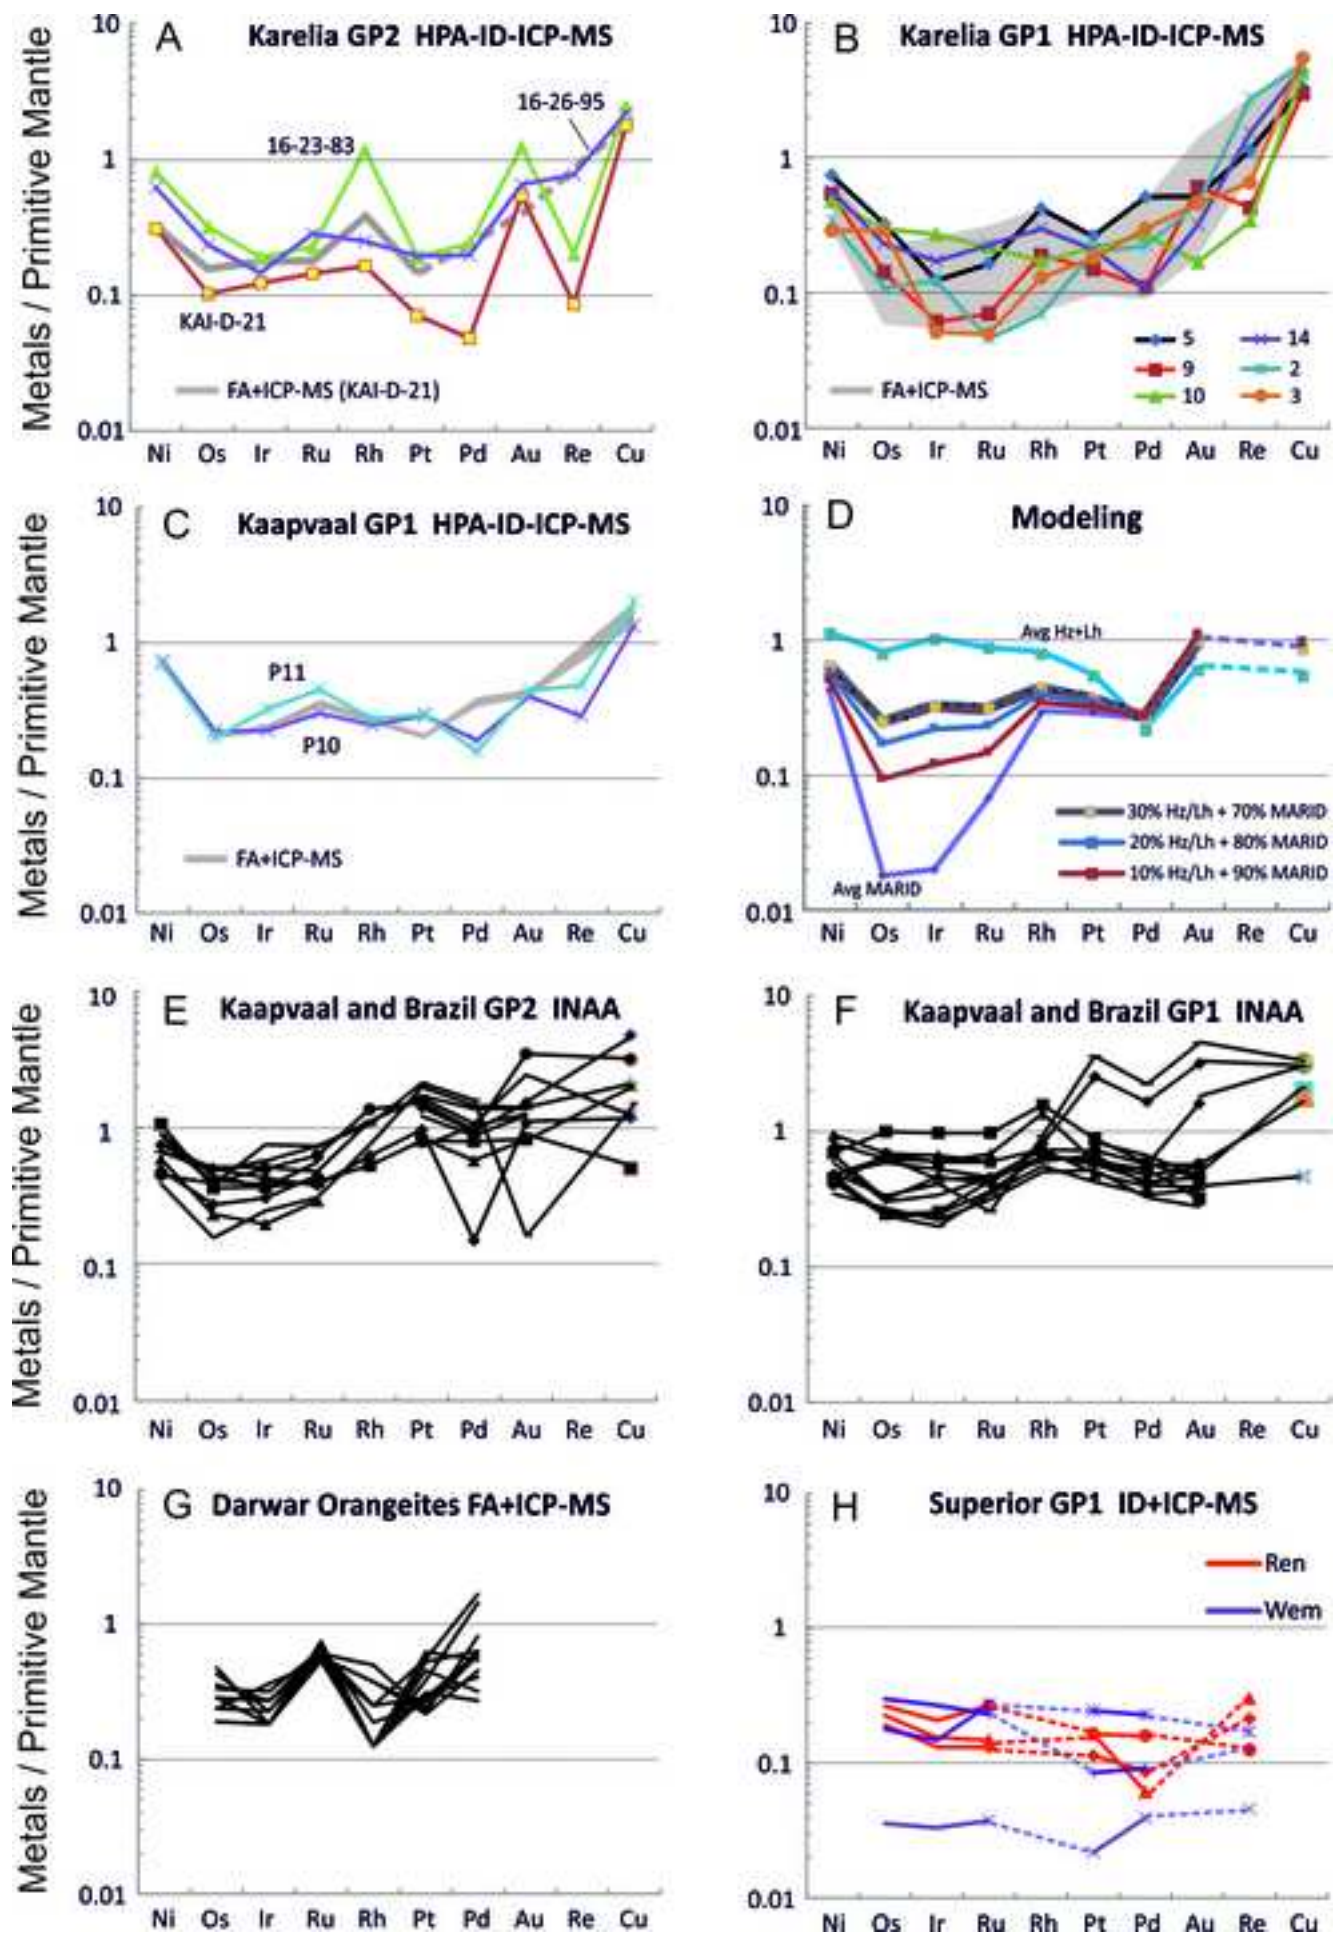 Metals / Primitive Mantle
A Karelia GP2 HPA-ID-ICP-MS
10
1
0.1
0.01
16-26-95
16-23-83
KAI-D-21
FA+ICP-MS (KAI-D-21)
Ni Os Ir Ru Rh Pt Pd Au Re Cu
B Karelia GP1 HPA-ID-ICP-MS
10
1
0.1
0.01
5 14
9 2
10 3
FA+ICP-MS
Ni Os Ir Ru Rh Pt Pd Au Re Cu
Metals / Primitive Mantle
C Kaapvaal GP1 HPA-ID-ICP-MS
10
1
0.1
0.01
P11
P10
FA+ICP-MS
Ni Os Ir Ru Rh Pt Pd Au Re Cu
D Modeling
10
1
0.1
0.01
Avg Hz+Lh
30% Hz/Lh + 70% MARID
20% Hz/Lh + 80% MARID
10% Hz/Lh + 90% MARID
Avg MARID
Ni Os Ir Ru Rh Pt Pd Au Re Cu
Metals / Primitive Mantle
E Kaapvaal and Brazil GP2 INAA
10
1
0.1
0.01
Ni Os Ir Ru Rh Pt Pd Au Re Cu
F Kaapvaal and Brazil GP1 INAA
10
1
0.1
0.01
Ni Os Ir Ru Rh Pt Pd Au Re Cu
Metals / Primitive Mantle
G Darwar Orangeites FA+ICP-MS
10
1
0.1
0.01
Ni Os Ir Ru Rh Pt Pd Au Re Cu
H Superior GP1 ID+ICP-MS
10
1
0.1
0.01
Ren
Wem
Ni Os Ir Ru Rh Pt Pd Au Re Cu